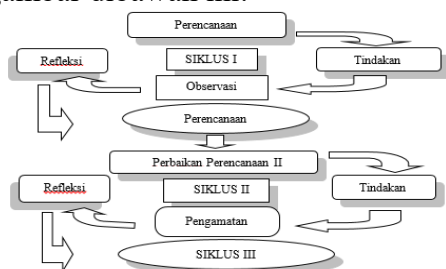 Perencanaan
Refleksi
SIKLUS I
Tindakan
Observasi
Perencanaan
Perbaikan Perencanaan II
Refleksi
SIKLUS II
Tindakan
Pengamatan
SIKLUS III